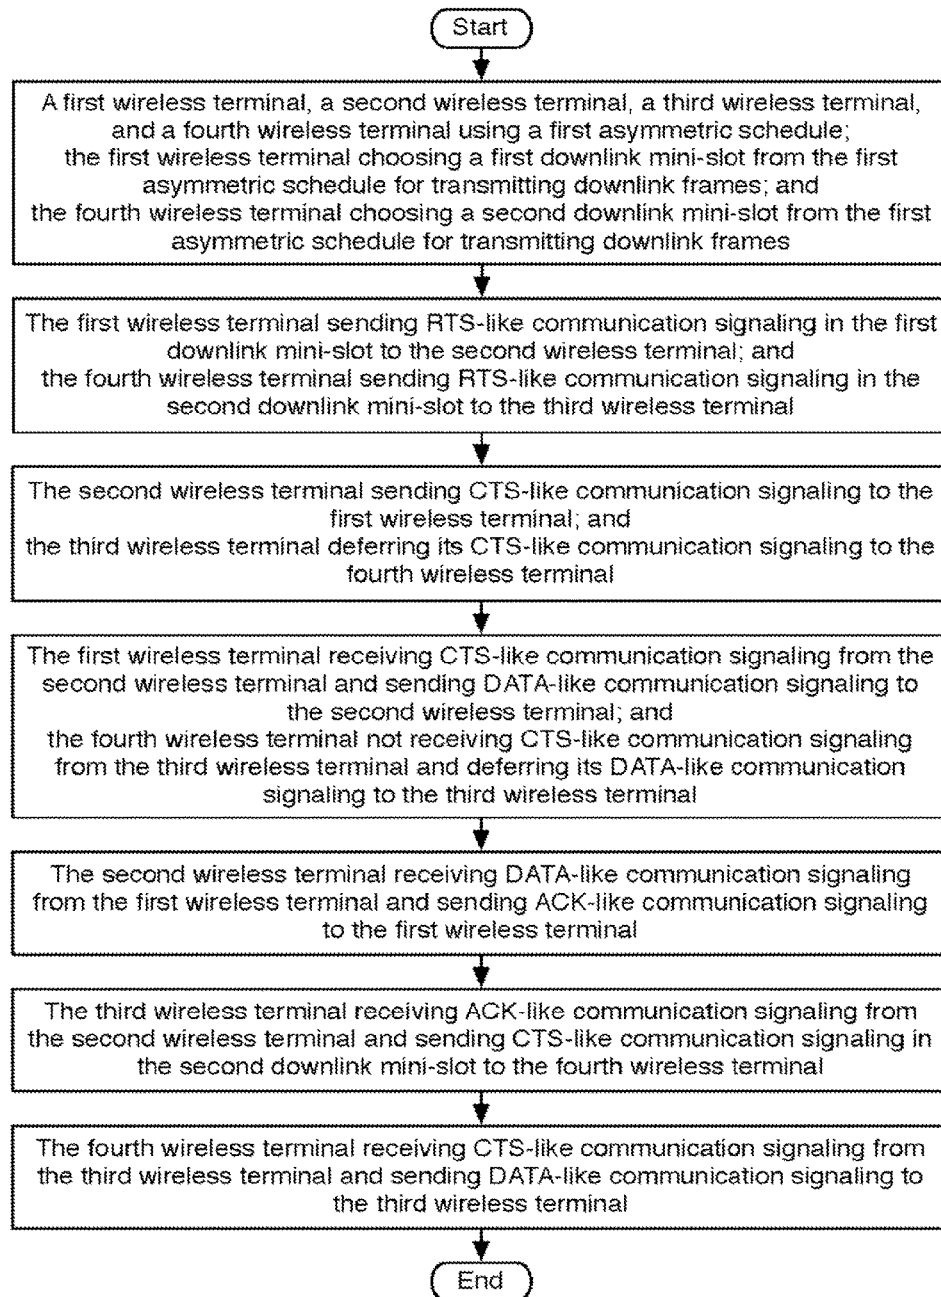 Start
A first wireless terminal, a second wireless terminal, a third wireless terminal,
and a fourth wireless terminal using a first asymmetric schedule;
the first wireless terminal choosing a first downlink mini-slot from the first
asymmetric schedule for transmitting downlink frames; and
the fourth wireless terminal choosing a second downlink mini-slot from the first
asymmetric schedule for transmitting downlink frames
The first wireless terminal sending RTS-like communication signaling in the first
downlink mini-slot to the second wireless terminal; and
the fourth wireless terminal sending RTS-like communication signaling in the
second downlink mini-slot to the third wireless terminal
The second wireless terminal sending CTS-like communication signaling to the
first wireless terminal; and
the third wireless terminal deferring its CTS-like communication signaling to the
fourth wireless terminal
The first wireless terminal receiving CTS-like communication signaling from the
second wireless terminal and sending DATA-like communication signaling to
the second wireless terminal; and
the fourth wireless terminal not receiving CTS-like communication signaling
from the third wireless terminal and deferring its DATA-like communication
signaling to the third wireless terminal
The second wireless terminal receiving DATA-like communication signaling
from the first wireless terminal and sending ACK-like communication signaling
to the first wireless terminal
The third wireless terminal receiving ACK-like communication signaling from
the second wireless terminal and sending CTS-like communication signaling in
the second downlink mini-slot to the fourth wireless terminal
The fourth wireless terminal receiving CTS-like communication signaling from
the third wireless terminal and sending DATA-like communication signaling to
the third wireless terminal
End